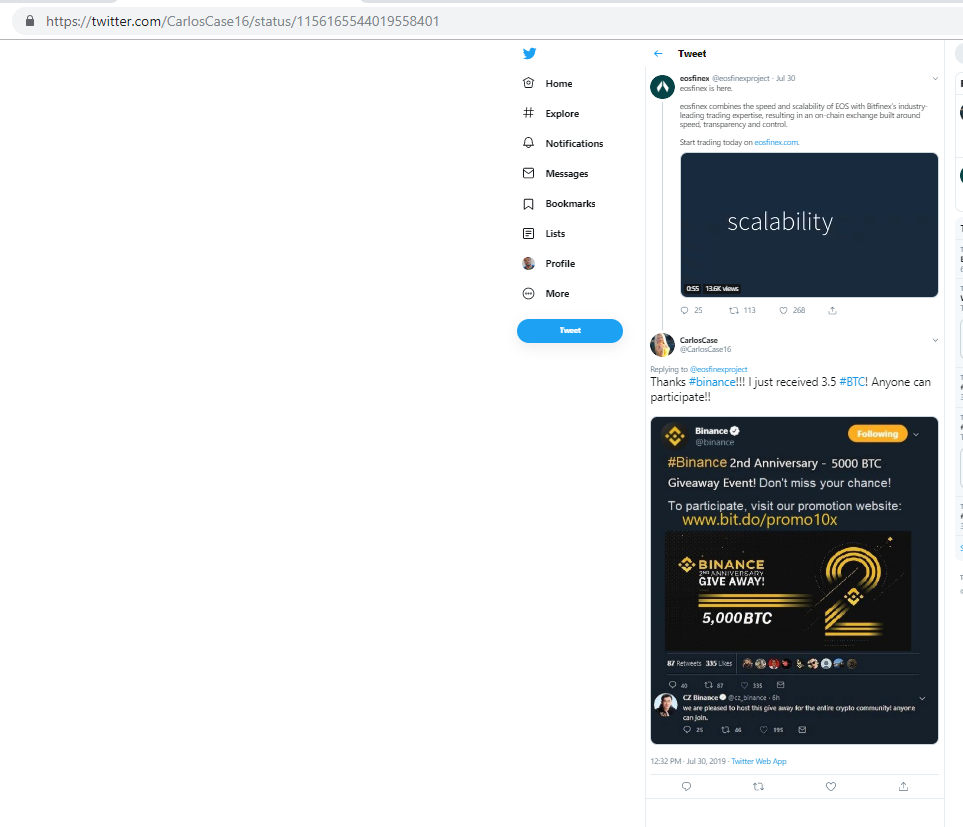 https://twitter.com/CarlosCase16/status/1156165544019558401
Home
Explore
Notifications
Messages
Bookmarks
Lists
Profile
More
Tweet
Tweet
eosfinex @eosfinexproject · Jul 30
eosfinex is here.
eosfinex combines the speed and scalability of EOS with Bitfinex's industry-
leading trading expertise, resulting in an on-chain exchange built around
speed, transparency and control.
Start trading today on eosfinex.com.
scalability
0:55 13.6K views
25 113 268
CarlosCase
@CarlosCase16
Replying to @eosfinexproject
Thanks #binance!!! I just received 3.5 #BTC! Anyone can
participate!!
Binance
@binance
Following
#Binance 2nd Anniversary - 5000 BTC
Giveaway Event! Don't miss your chance!
To participate, visit our promotion website:
www.bit.do/promo10x
BINANCE
2ND ANNIVERSARY
GIVE AWAY!
5,000BTC
2
87 Retweets 335 Likes
40 87 335
CZ Binance @cz_binance · 6h
we are pleased to host this give away for the entire crypto community! anyone
can join.
25 66 195
12:32 PM · Jul 30, 2019 · Twitter Web App